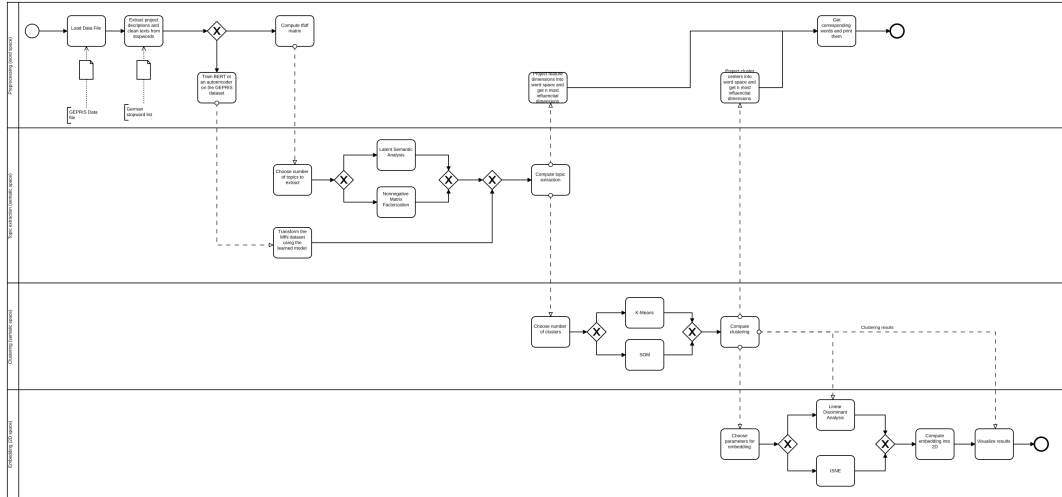 Preprocessing (word space)
Load Data File
Extract project
decriptions and
clean texts from
stopwords
Compute tfidf
matrix
Get
corresponding
words and print
them
Train BERT or
an autoencoder
on the GEPRIS
dataset
Project feature
dimensions into
word space and
get n most
influencial
dimensions
Project cluster
centers into
word space and
get n most
influencial
dimensions
GEPRIS Data
file
German
stopword list
Topic extraction (sematic space)
Latent Semantic
Analysis
Choose number
of topics to
extract
Nonnegative
Matrix
Factorization
Compute topic
extraction
Transform the
MfN dataset
using the
learned model
Clustering (sematic space)
K-Means
Choose number
of clusters
SOM
Compute
clustering
Clustering results
Embedding (2D space)
Linear
Discriminant
Analysis
Choose
parameters for
embedding
tSNE
Compute
embedding into
2D
Visualize results